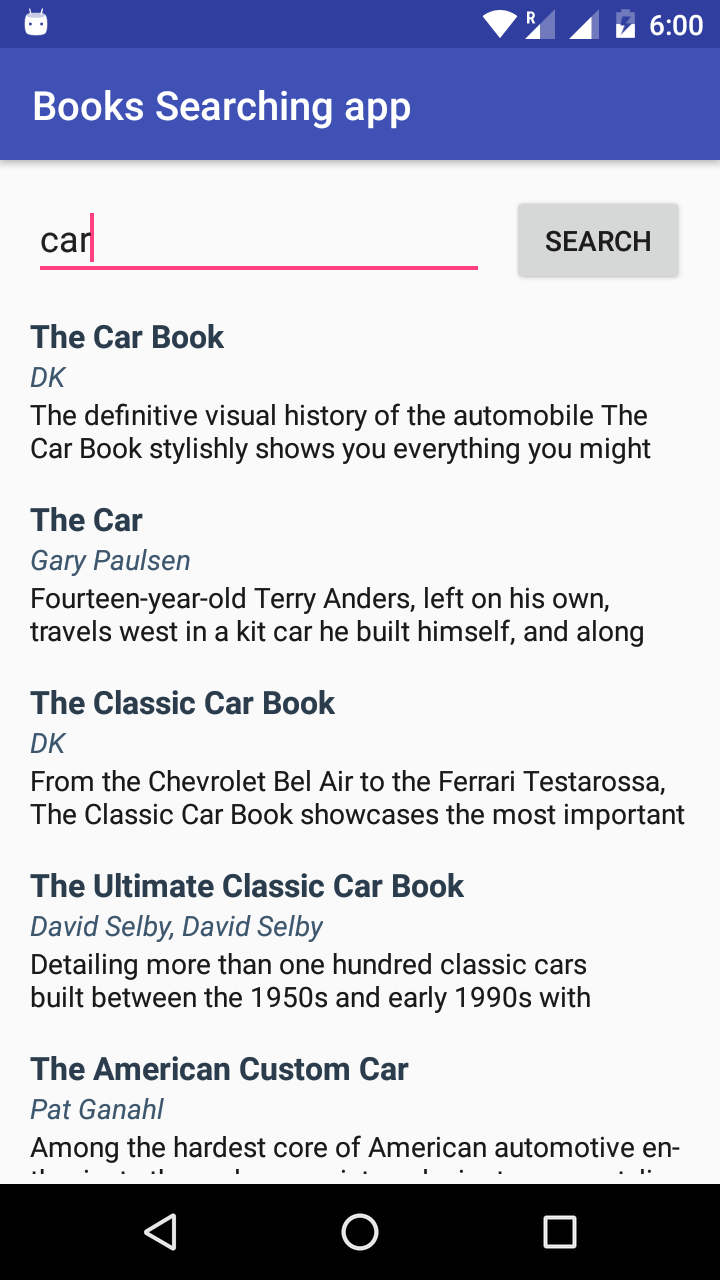 R 6:00
Books Searching app
car SEARCH
The Car Book
DK
The definitive visual history of the automobile The
Car Book stylishly shows you everything you might
The Car
Gary Paulsen
Fourteen-year-old Terry Anders, left on his own,
travels west in a kit car he built himself, and along
The Classic Car Book
DK
From the Chevrolet Bel Air to the Ferrari Testarossa,
The Classic Car Book showcases the most important
The Ultimate Classic Car Book
David Selby, David Selby
Detailing more than one hundred classic cars
built between the 1950s and early 1990s with
The American Custom Car
Pat Ganahl
Among the hardest core of American automotive en-